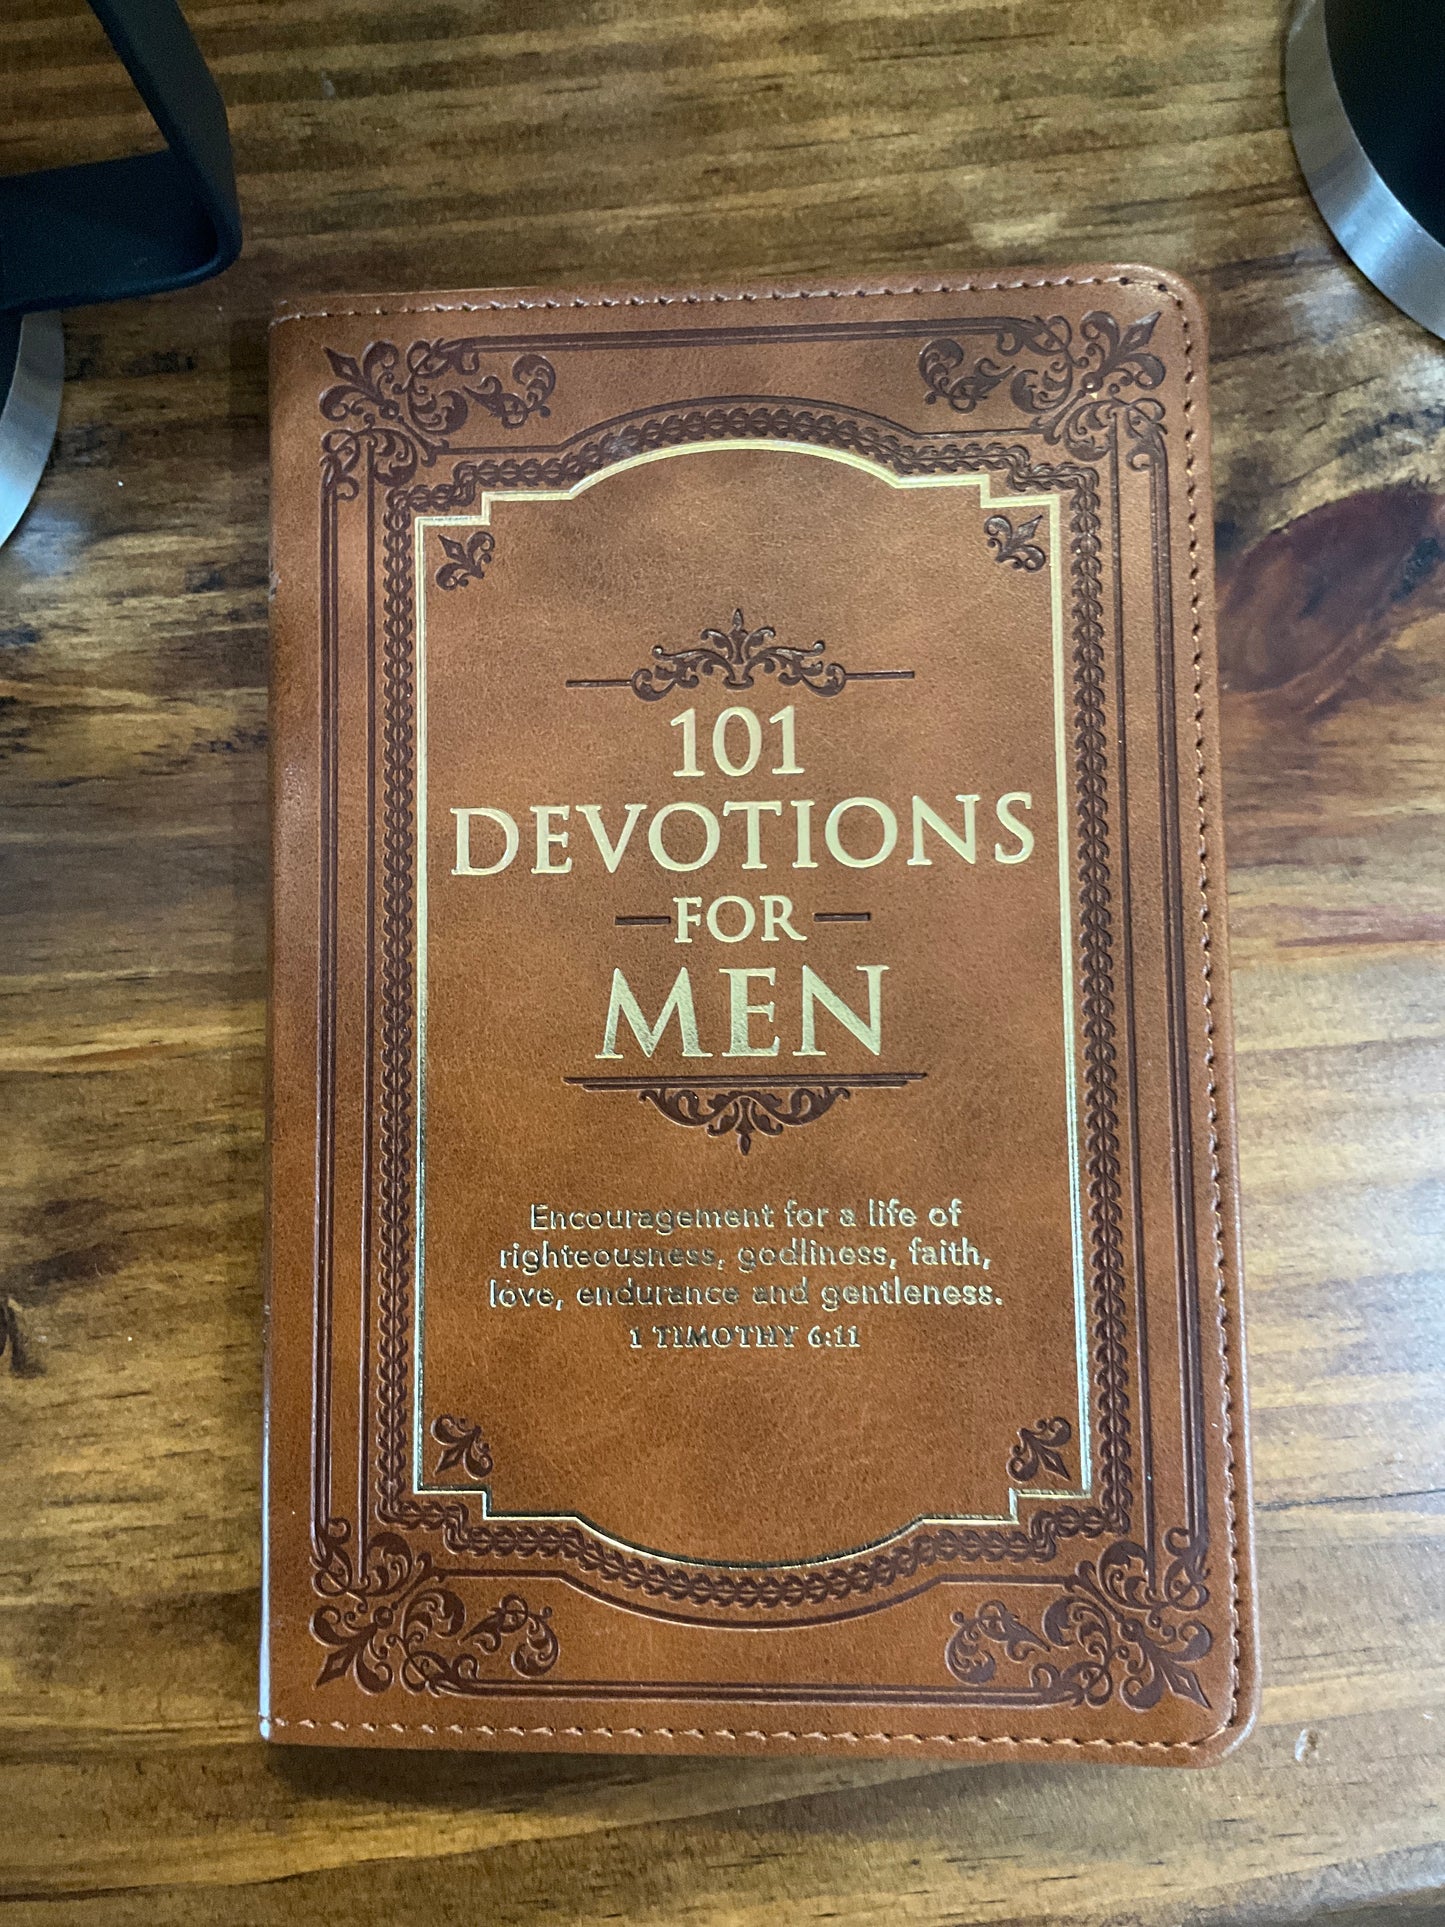 101
DEVOTIONS
FOR
MEN
Encouragement for a life of
righteousness, godliness, faith,
love, endurance and gentleness.
1 TIMOTHY 6:11